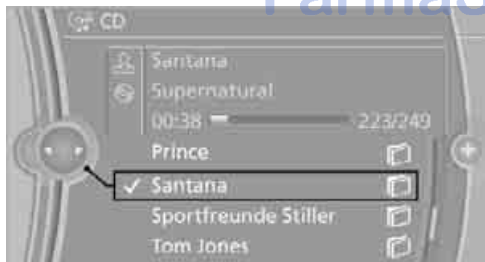 CD
Santana
Supernatural
00:38 223/249
Prince
Santana
Sportfreunde Stiller
Tom Jones